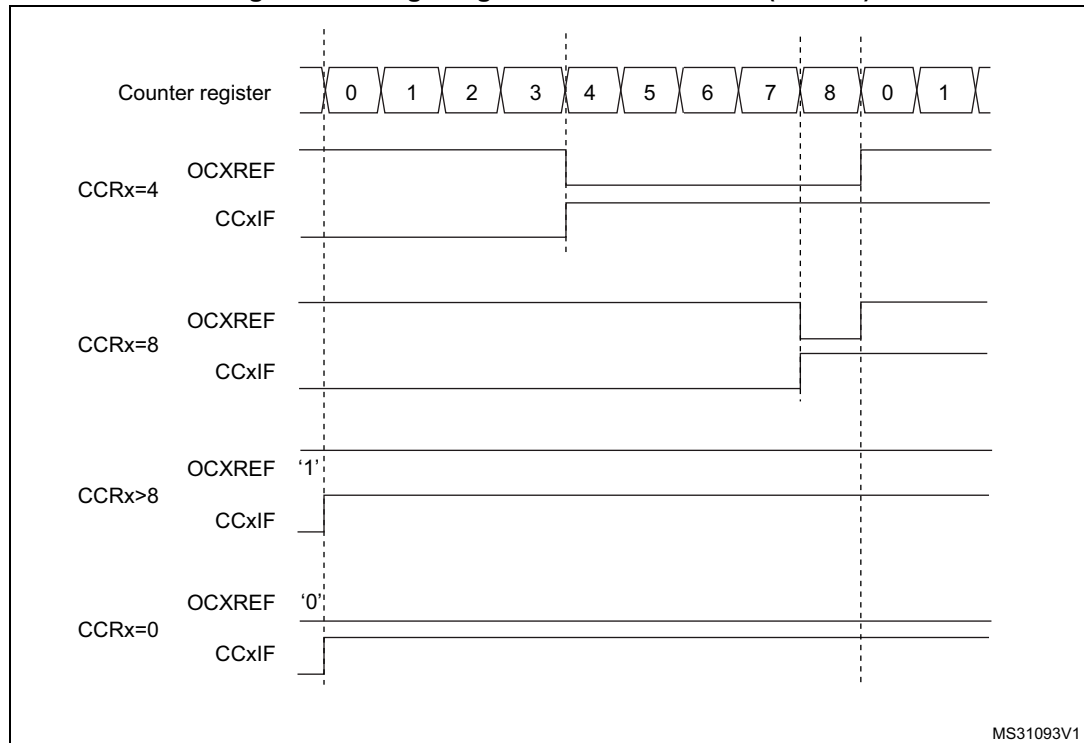 Counter register 0 1 2 3 4 5 6 7 8 0 1
OCXREF
CCRx=4
CCxIF
OCXREF
CCRx=8
CCxIF
OCXREF ‘1’
CCRx>8
CCxIF
OCXREF ‘0’
CCRx=0
CCxIF
MS31093V1